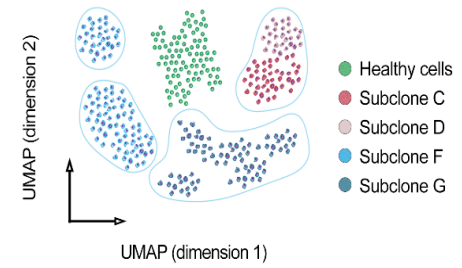 UMAP (dimension 2)
Healthy cells
Subclone C
Subclone D
Subclone F
Subclone G
UMAP (dimension 1)